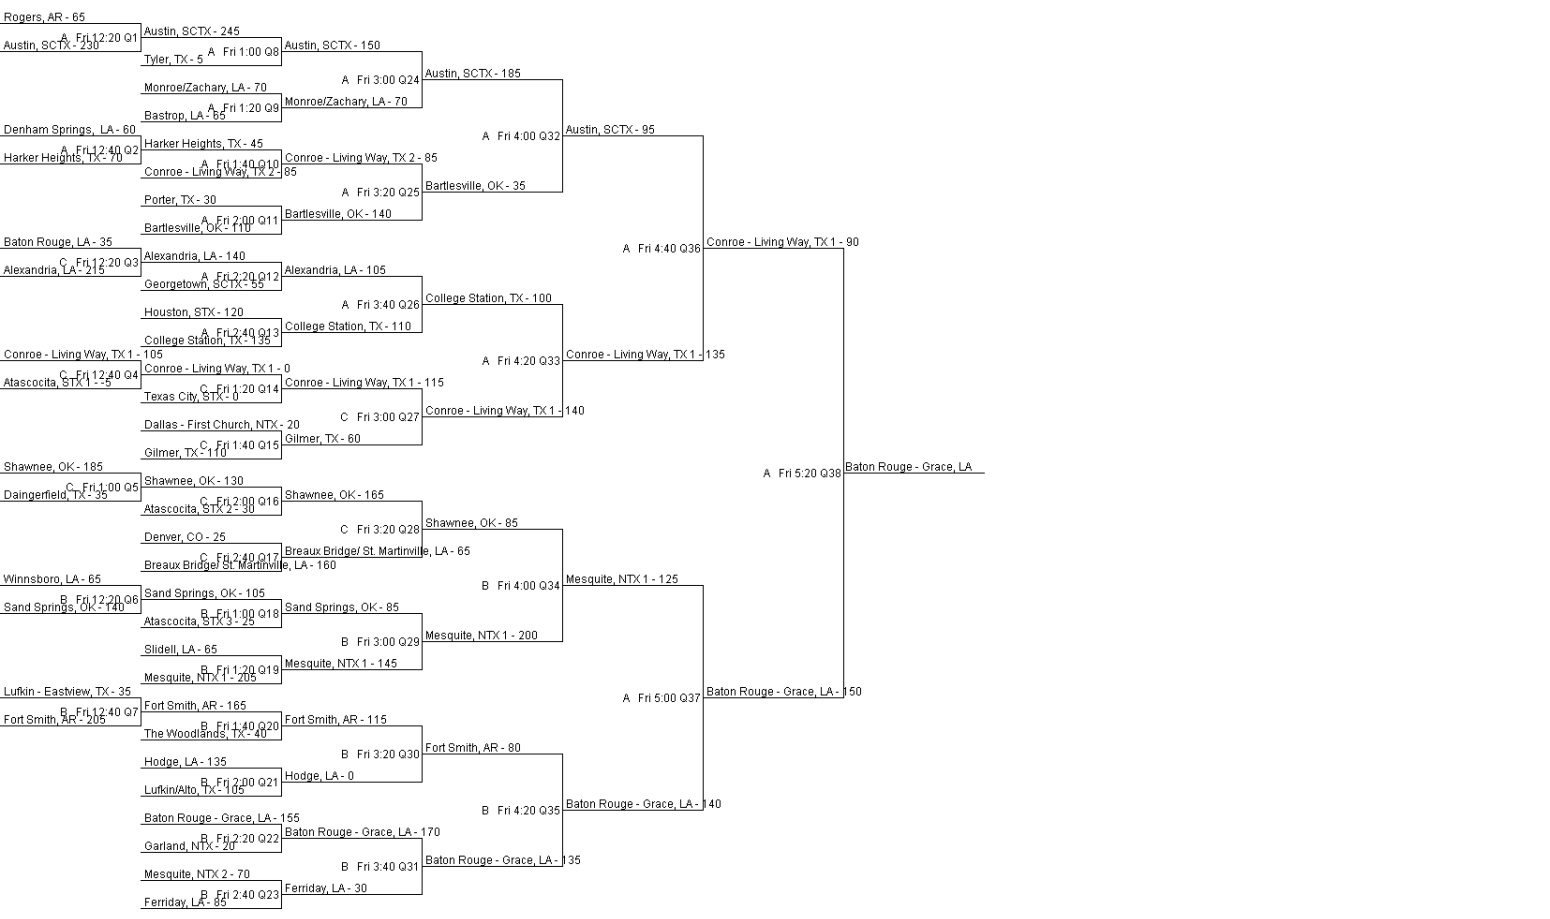 Rogers, AR - 65
A Fri 12:20 Q1
Austin, SCTX - 230
Austin, SCTX - 245
A Fri 1:00 Q8
Tyler, TX - 5
Austin, SCTX - 150
A Fri 3:00 Q24
Monroe/Zachary, LA - 70
A Fri 1:20 Q9
Bastrop, LA - 65
Monroe/Zachary, LA - 70
Austin, SCTX - 185
A Fri 4:00 Q32
Denham Springs, LA - 60
A Fri 12:40 Q2
Harker Heights, TX - 70
Harker Heights, TX - 45
A Fri 1:40 Q10
Conroe - Living Way, TX 2 - 85
Conroe - Living Way, TX 2 - 85
A Fri 3:20 Q25
Porter, TX - 30
A Fri 2:00 Q11
Bartlesville, OK - 110
Bartlesville, OK - 140
Bartlesville, OK - 35
Austin, SCTX - 95
A Fri 4:40 Q36
Baton Rouge, LA - 35
C Fri 12:20 Q3
Alexandria, LA - 215
Alexandria, LA - 140
A Fri 2:20 Q12
Georgetown, SCTX - 55
Alexandria, LA - 105
A Fri 3:40 Q26
Houston, STX - 120
A Fri 2:40 Q13
College Station, TX - 135
College Station, TX - 110
College Station, TX - 100
A Fri 4:20 Q33
Conroe - Living Way, TX 1 - 105
C Fri 12:40 Q4
Atascocita, STX 1 - -5
Conroe - Living Way, TX 1 - 0
C Fri 1:20 Q14
Texas City, STX - 0
Conroe - Living Way, TX 1 - 115
C Fri 3:00 Q27
Dallas - First Church, NTX - 20
C Fri 1:40 Q15
Gilmer, TX - 110
Gilmer, TX - 60
Conroe - Living Way, TX 1 - 140
Conroe - Living Way, TX 1 - 135
Conroe - Living Way, TX 1 - 90
A Fri 5:20 Q38
Baton Rouge - Grace, LA
Shawnee, OK - 185
C Fri 1:00 Q5
Daingerfield, TX - 35
Shawnee, OK - 130
C Fri 2:00 Q16
Atascocita, STX 2 - 30
Shawnee, OK - 165
C Fri 3:20 Q28
Denver, CO - 25
C Fri 2:40 Q17
Breaux Bridge/ St. Martinville, LA - 160
Breaux Bridge/ St. Martinville, LA - 65
Shawnee, OK - 85
B Fri 4:00 Q34
Winnsboro, LA - 65
B Fri 12:20 Q6
Sand Springs, OK - 140
Sand Springs, OK - 105
B Fri 1:00 Q18
Atascocita, STX 3 - 25
Sand Springs, OK - 85
B Fri 3:00 Q29
Slidell, LA - 65
B Fri 1:20 Q19
Mesquite, NTX 1 - 205
Mesquite, NTX 1 - 145
Mesquite, NTX 1 - 200
Mesquite, NTX 1 - 125
A Fri 5:00 Q37
Lufkin - Eastview, TX - 35
B Fri 12:40 Q7
Fort Smith, AR - 205
Fort Smith, AR - 165
B Fri 1:40 Q20
The Woodlands, TX - 40
Fort Smith, AR - 115
B Fri 3:20 Q30
Hodge, LA - 135
B Fri 2:00 Q21
Lufkin/Alto, TX - 105
Hodge, LA - 0
Fort Smith, AR - 80
B Fri 4:20 Q35
Baton Rouge - Grace, LA - 155
B Fri 2:20 Q22
Garland, NTX - 20
Baton Rouge - Grace, LA - 170
B Fri 3:40 Q31
Mesquite, NTX 2 - 70
B Fri 2:40 Q23
Ferriday, LA - 85
Ferriday, LA - 30
Baton Rouge - Grace, LA - 135
Baton Rouge - Grace, LA - 140
Baton Rouge - Grace, LA - 150